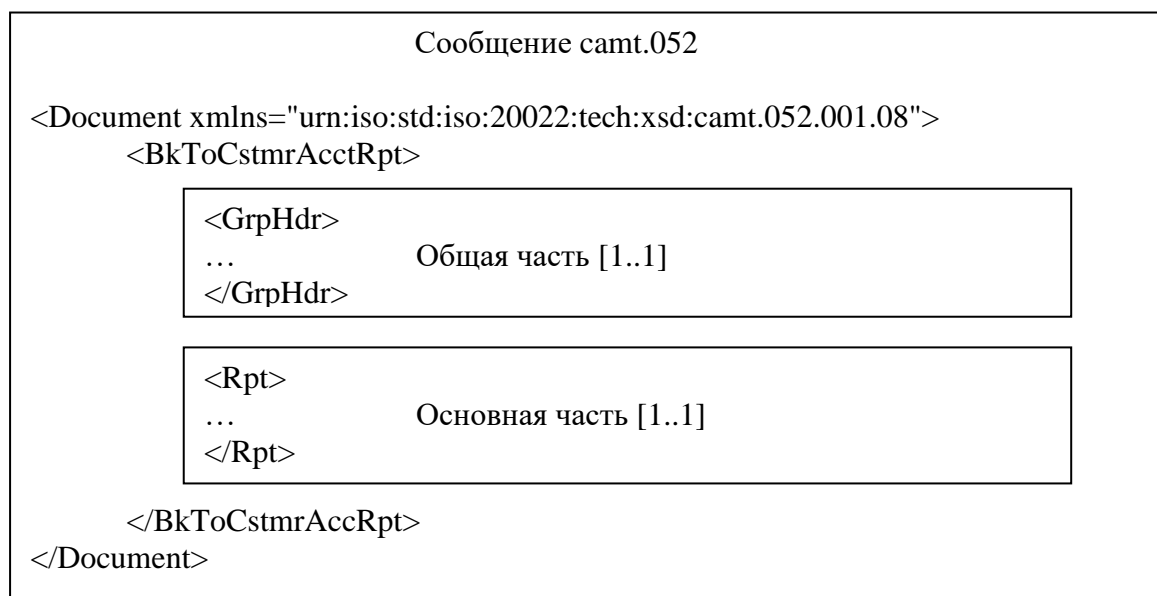 Сообщение camt.052
<Document xmlns="urn:iso:std:iso:20022:tech:xsd:camt.052.001.08">
<BkToCstmrAcctRpt>
<GrpHdr>
… Общая часть [1..1]
</GrpHdr>
<Rpt>
… Основная часть [1..1]
</Rpt>
</BkToCstmrAccRpt>
</Document>